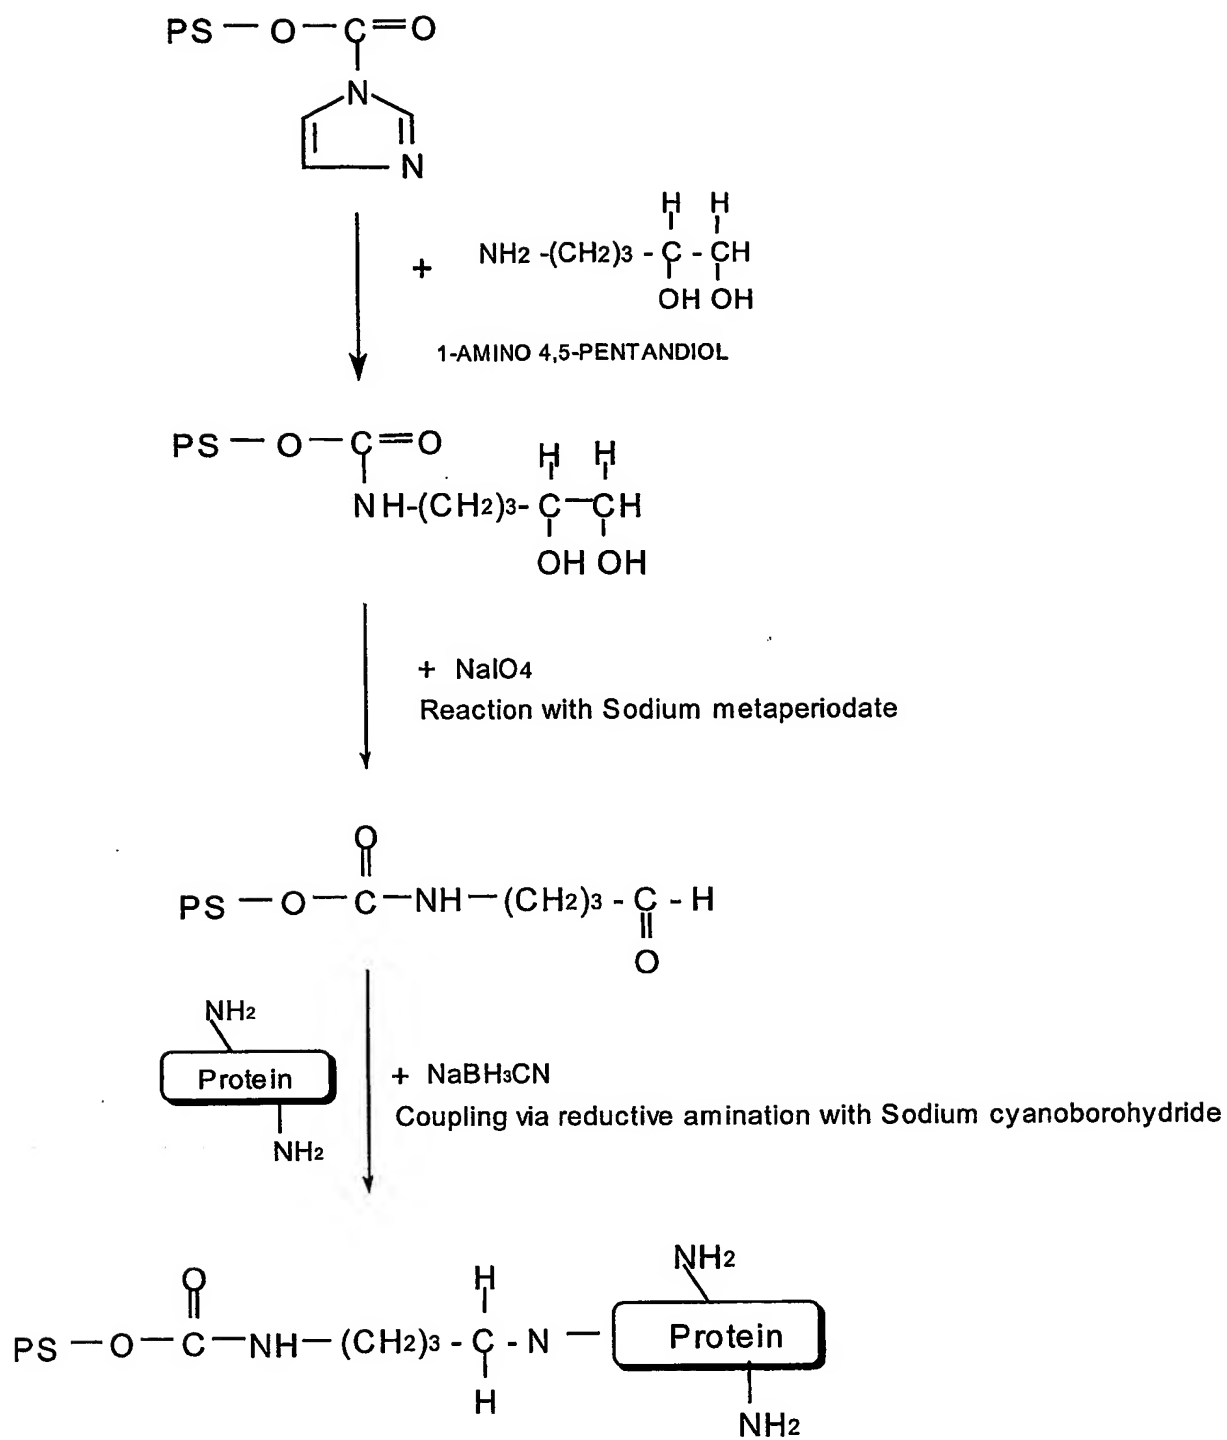 PS — O — C = O
N
N
H H
+ NH2 -(CH2)3 - C - CH
OH OH
1-AMINO 4,5-PENTANDIOL
PS — O — C = O
H H
NH-(CH2)3- C — CH
OH OH
+ NaIO4
Reaction with Sodium metaperiodate
O
PS — O — C — NH — (CH2)3 - C - H
O
NH2
Protein
+ NaBH3CN
Coupling via reductive amination with Sodium cyanoborohydride
NH2
NH2
O H
PS — O — C — NH — (CH2)3 - C - N — Protein
H
NH2